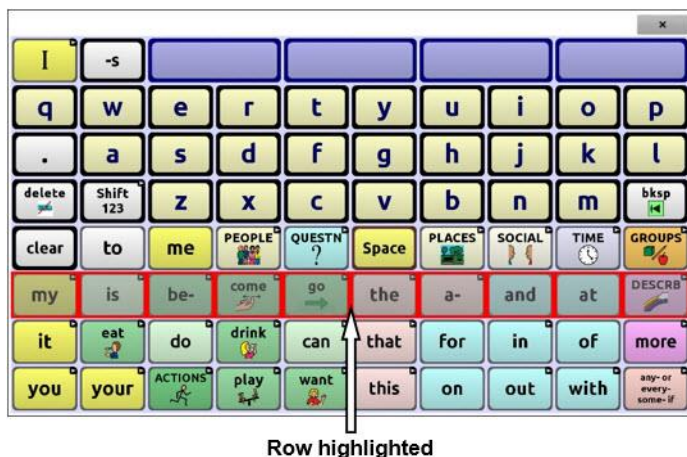 ×
I -s
q w e r t y u i o p
. a s d f g h j k l
delete Shift 123 z x c v b n m bksp
clear to me PEOPLE QUESTN ? Space PLACES SOCIAL TIME GROUPS
my is be- come go the a- and at DESCRB
it eat do drink can that for in of more
you your ACTIONS play want this on out with any- or every- some- if
Row highlighted